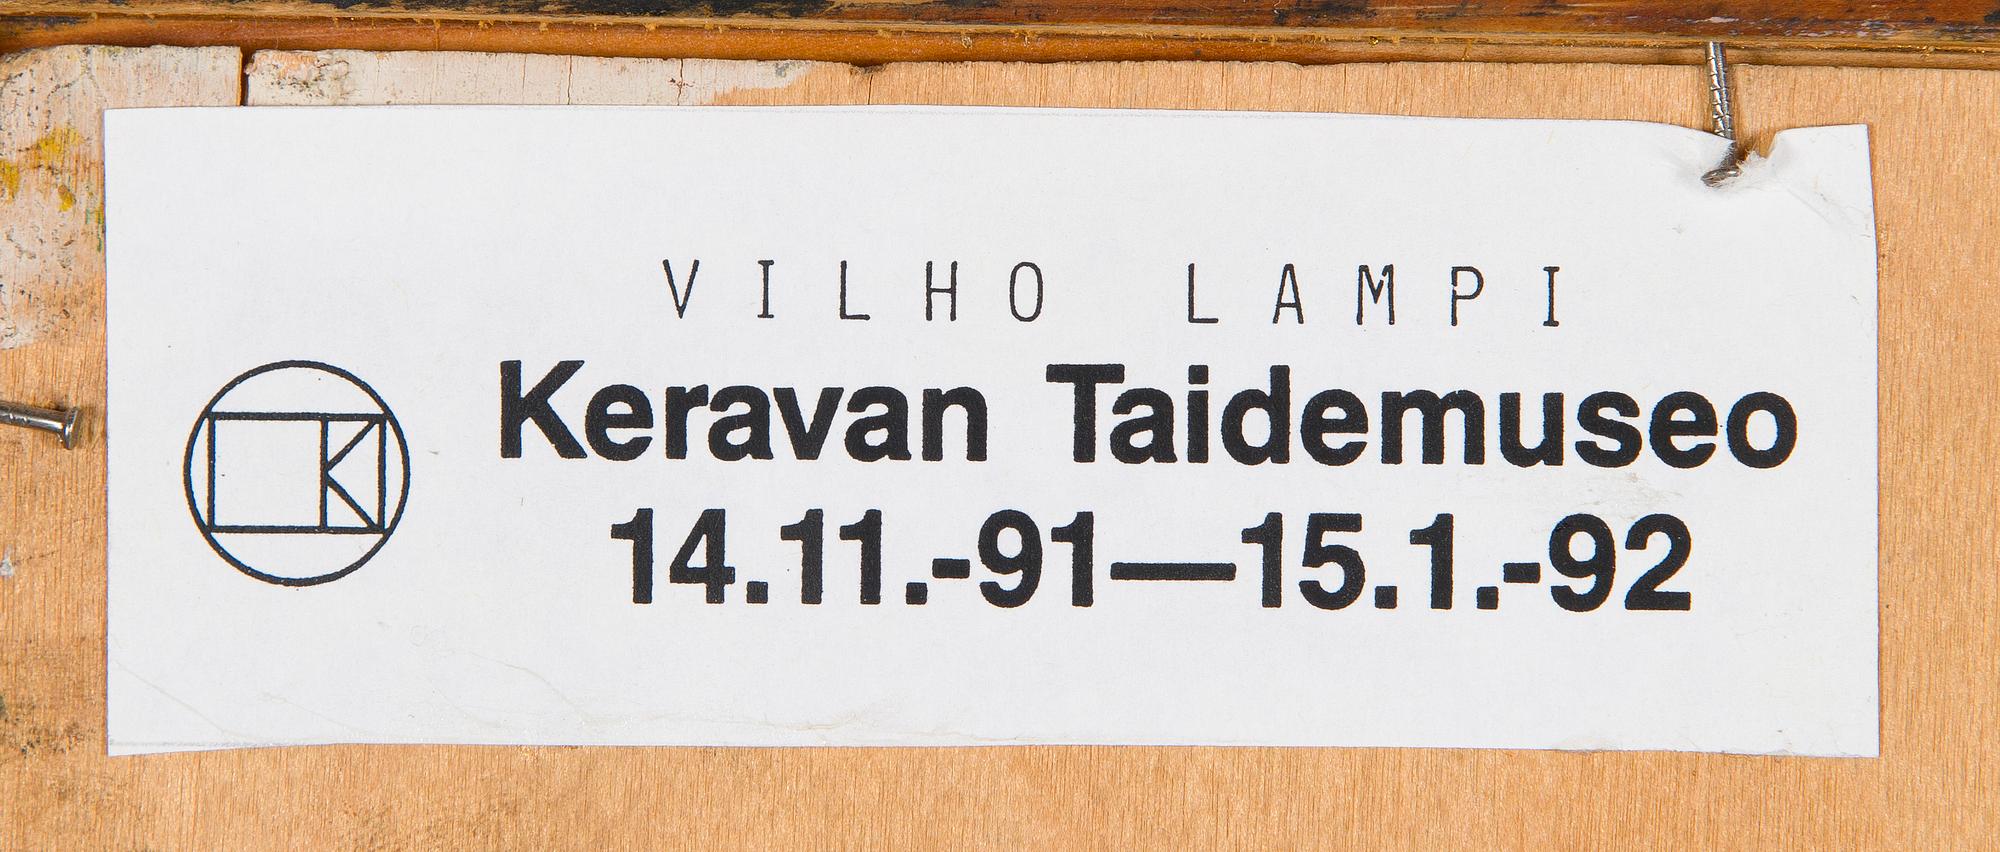 VILHO LAMPI
Keravan Taidemuseo
14.11.-91—15.1.-92
K